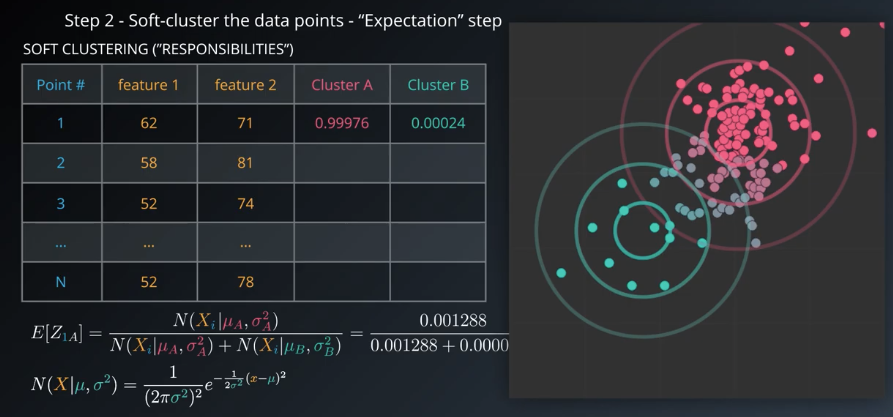 Step 2 - Soft-cluster the data points - “Expectation” step
SOFT CLUSTERING (”RESPONSIBILITIES”)
Point # feature 1 feature 2 Cluster A Cluster B
1 62 71 0.99976 0.00024
2 58 81
3 52 74
... ... ...
N 52 78
E[Z_{1A}] = \frac{N(X_i|\mu_A, \sigma_A^2)}{N(X_i|\mu_A, \sigma_A^2) + N(X_i|\mu_B, \sigma_B^2)} = \frac{0.001288}{0.001288 + 0.0000}
N(X|\mu, \sigma^2) = \frac{1}{(2\pi\sigma^2)^2} e^{-\frac{1}{2\sigma^2}(x-\mu)^2}